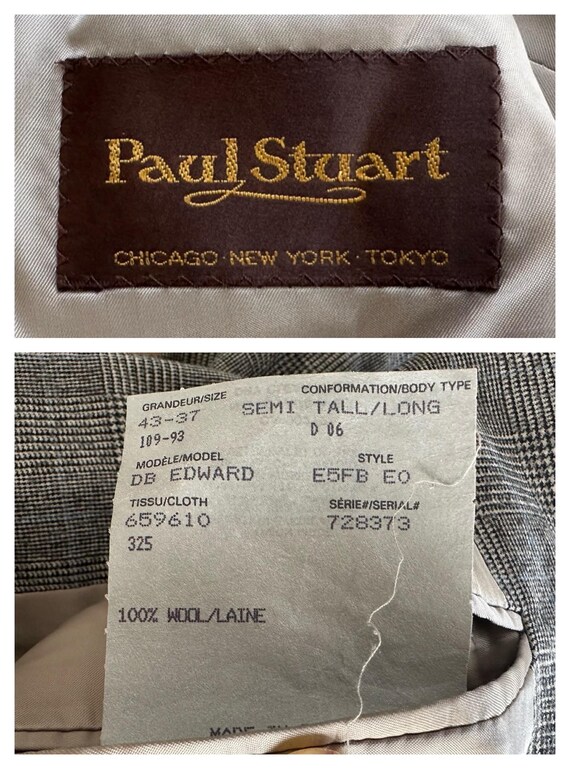 Paul Stuart
CHICAGO · NEW YORK · TOKYO
GRANDEUR/SIZE CONFORMATION/BODY TYPE
43-37 SEMI TALL/LONG
109-93 D 06
MODÈLE/MODEL STYLE
DB EDWARD E5FB E0
TISSU/CLOTH SÉRIE#/SERIAL#
659610 728373
325
100% WOOL/LAINE
MADE